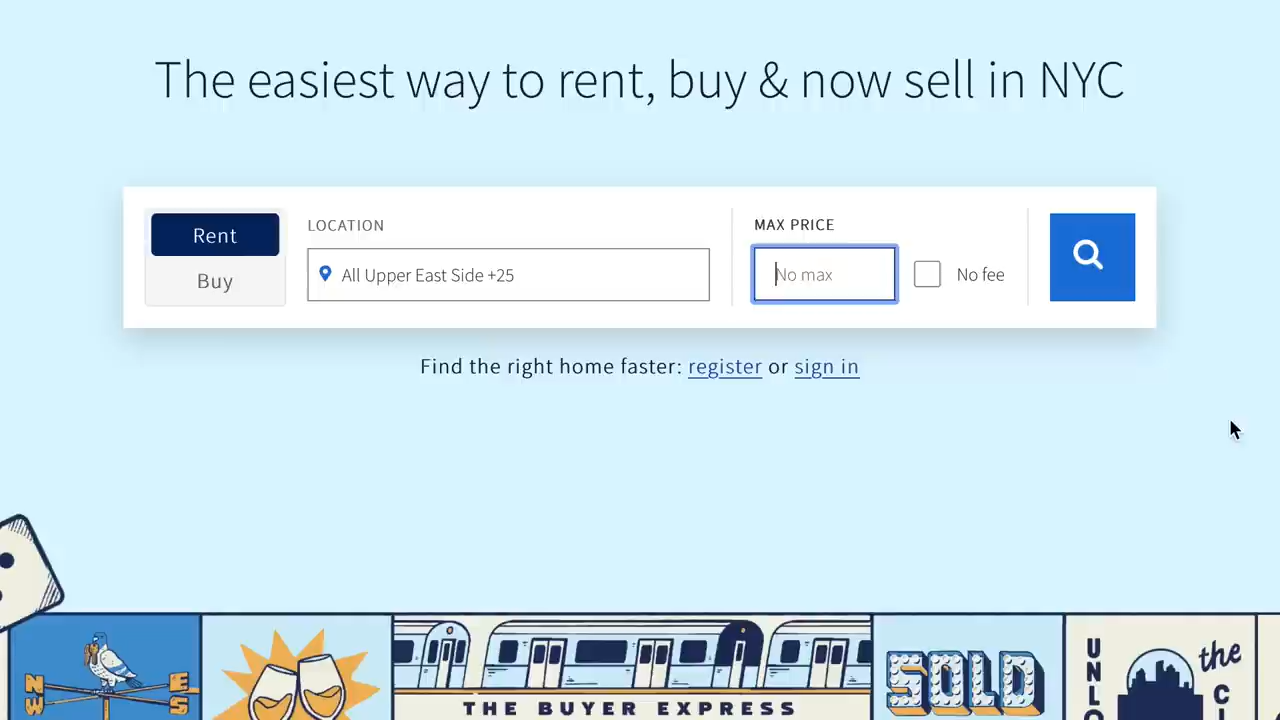 The easiest way to rent, buy & now sell in NYC
Rent
Buy
LOCATION
All Upper East Side +25
MAX PRICE
No max
No fee
Find the right home faster: register or sign in
N
W
E
S
THE BUYER EXPRESS
SOLD
UNLO
the
CI